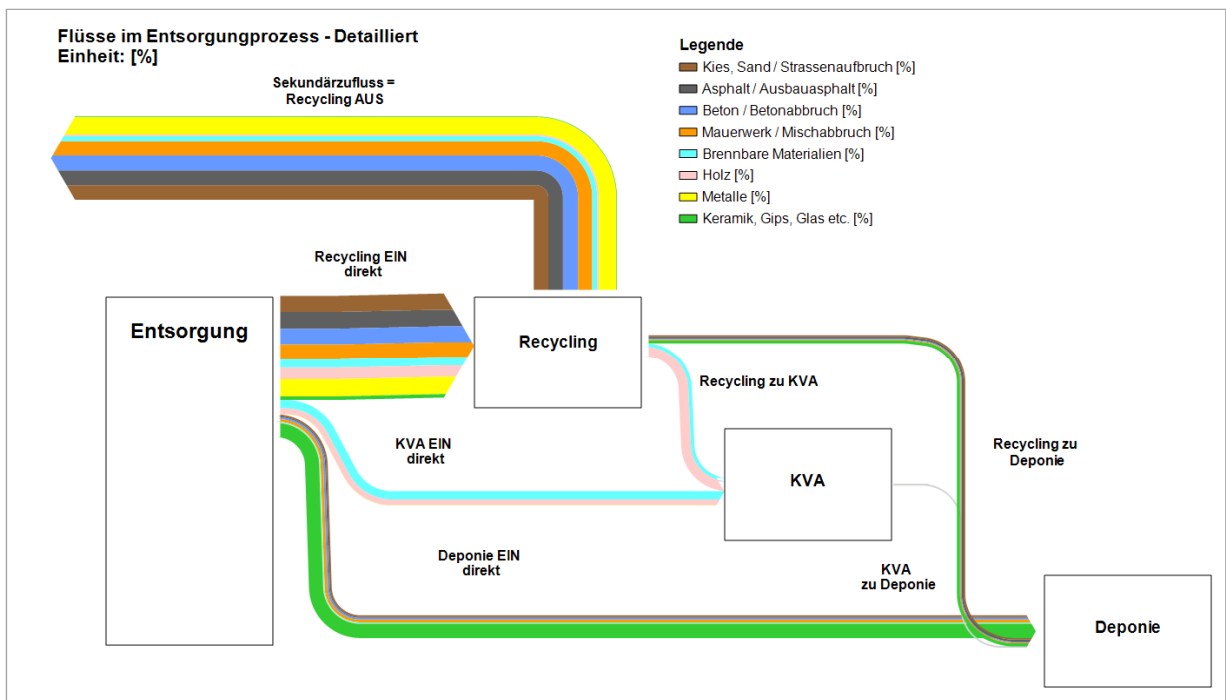 Flüsse im Entsorgungprozess - Detailliert
Einheit: [%]
Sekundärzufluss =
Recycling AUS
Legende
Kies, Sand / Strassenaufbruch [%]
Asphalt / Ausbauasphalt [%]
Beton / Betonabbruch [%]
Mauerwerk / Mischabbruch [%]
Brennbare Materialien [%]
Holz [%]
Metalle [%]
Keramik, Gips, Glas etc. [%]
Recycling EIN
direkt
Entsorgung
Recycling
Recycling zu KVA
KVA EIN
direkt
Recycling zu
Deponie
KVA
Deponie EIN
direkt
KVA
zu Deponie
Deponie